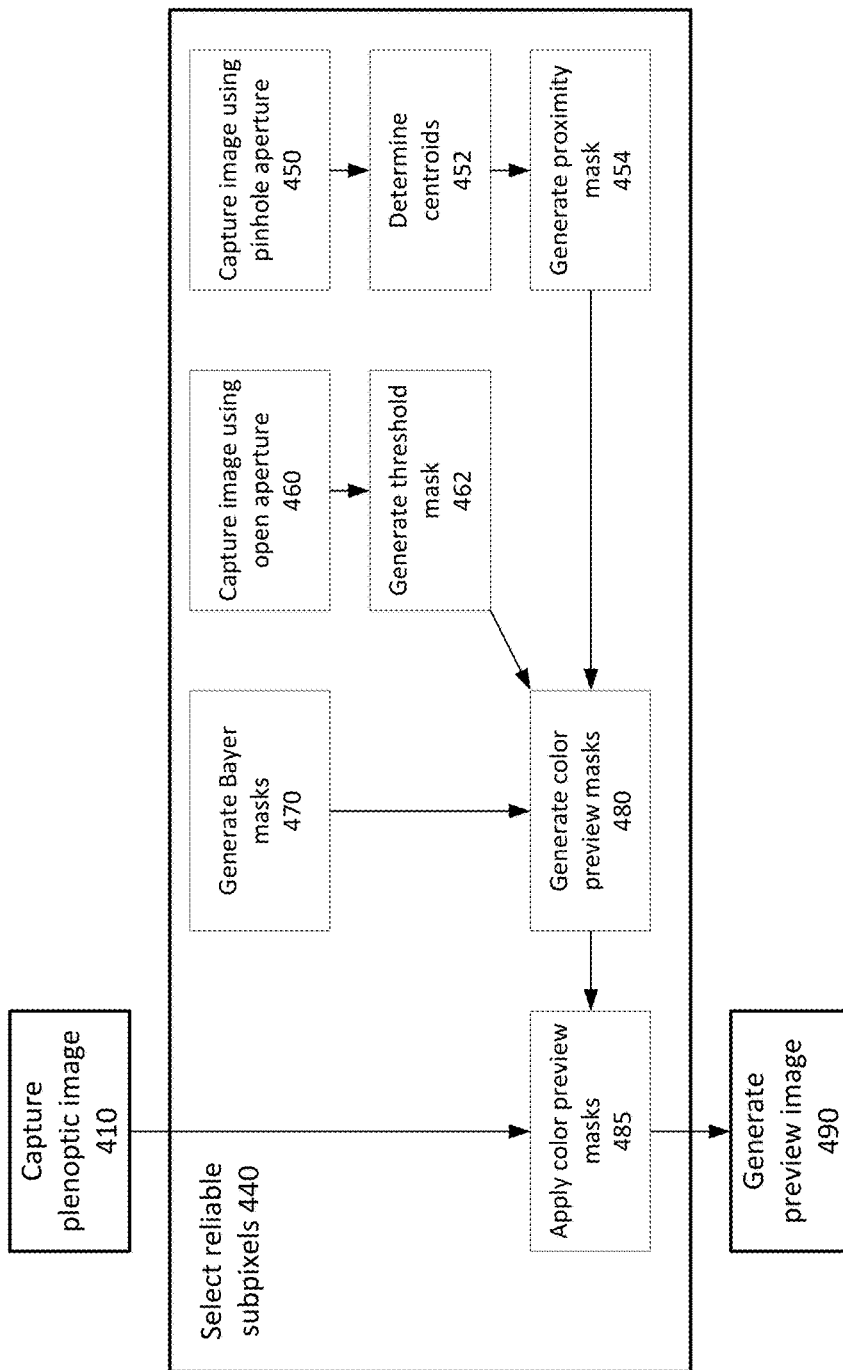 Capture
plenoptic image
410
Select reliable
subpixels 440
Generate Bayer
masks
470
Capture image using
open aperture
460
Capture image using
pinhole aperture
450
Generate threshold
mask
462
Determine
centroids
452
Apply color preview
masks
485
Generate color
preview masks
480
Generate proximity
mask
454
Generate
preview image
490